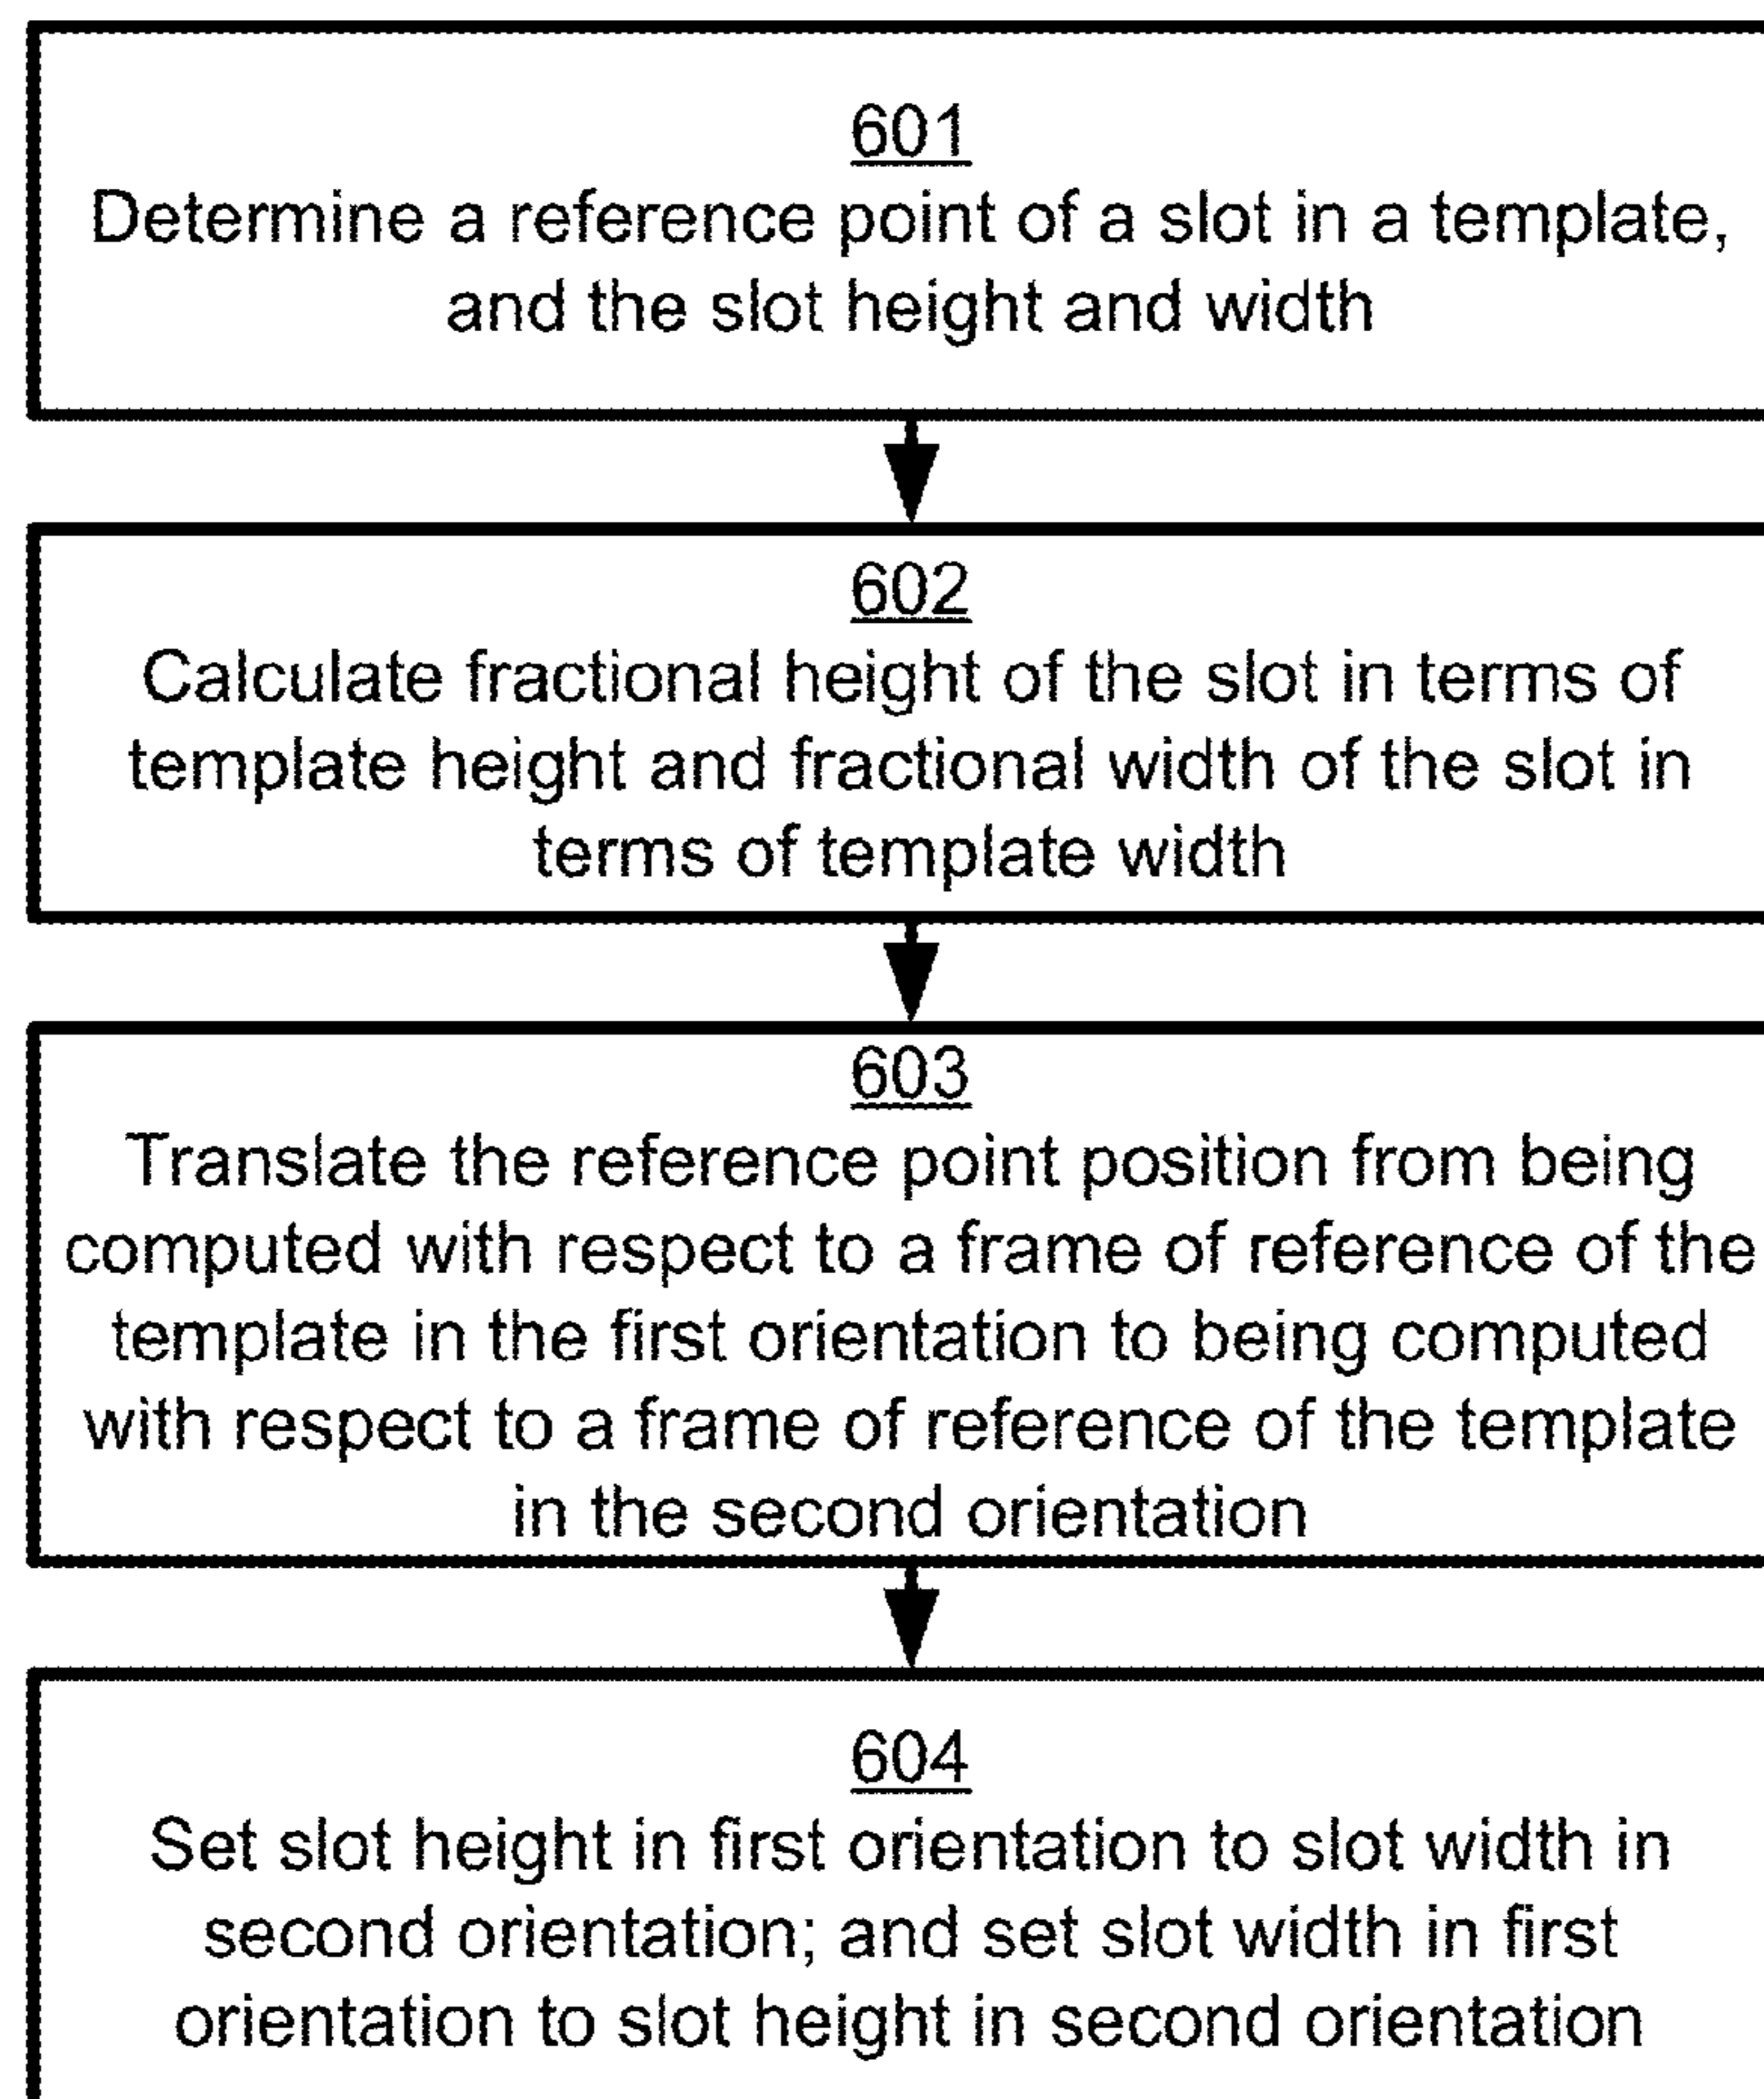 601
Determine a reference point of a slot in a template,
and the slot height and width
602
Calculate fractional height of the slot in terms of
template height and fractional width of the slot in
terms of template width
603
Translate the reference point position from being
computed with respect to a frame of reference of the
template in the first orientation to being computed
with respect to a frame of reference of the template
in the second orientation
604
Set slot height in first orientation to slot width in
second orientation; and set slot width in first
orientation to slot height in second orientation